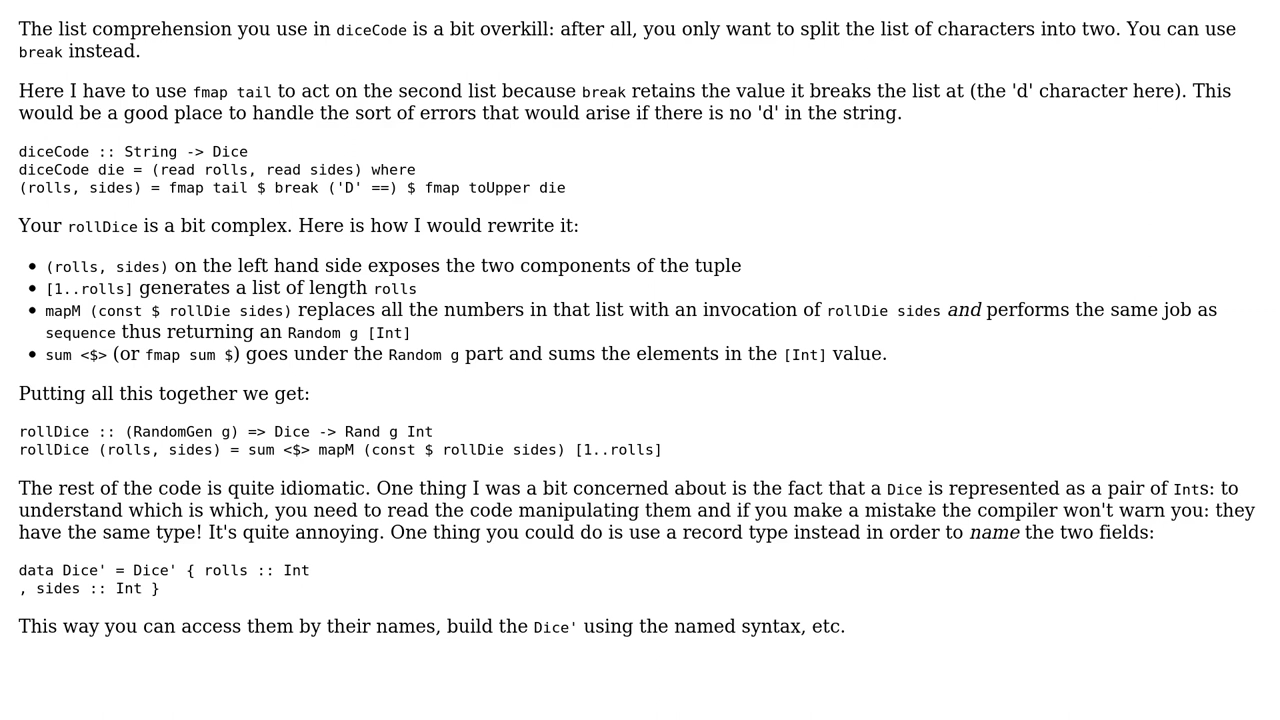 The list comprehension you use in diceCode is a bit overkill: after all, you only want to split the list of characters into two. You can use
break instead.
Here I have to use fmap tail to act on the second list because break retains the value it breaks the list at (the 'd' character here). This
would be a good place to handle the sort of errors that would arise if there is no 'd' in the string.
diceCode :: String -> Dice
diceCode die = (read rolls, read sides) where
(rolls, sides) = fmap tail $ break ('D' ==) $ fmap toUpper die
Your rollDice is a bit complex. Here is how I would rewrite it:
• (rolls, sides) on the left hand side exposes the two components of the tuple
• [1..rolls] generates a list of length rolls
• mapM (const $ rollDie sides) replaces all the numbers in that list with an invocation of rollDie sides and performs the same job as
sequence thus returning an Random g [Int]
• sum <$> (or fmap sum $) goes under the Random g part and sums the elements in the [Int] value.
Putting all this together we get:
rollDice :: (RandomGen g) => Dice -> Rand g Int
rollDice (rolls, sides) = sum <$> mapM (const $ rollDie sides) [1..rolls]
The rest of the code is quite idiomatic. One thing I was a bit concerned about is the fact that a Dice is represented as a pair of Ints: to
understand which is which, you need to read the code manipulating them and if you make a mistake the compiler won't warn you: they
have the same type! It's quite annoying. One thing you could do is use a record type instead in order to name the two fields:
data Dice' = Dice' { rolls :: Int
, sides :: Int }
This way you can access them by their names, build the Dice' using the named syntax, etc.